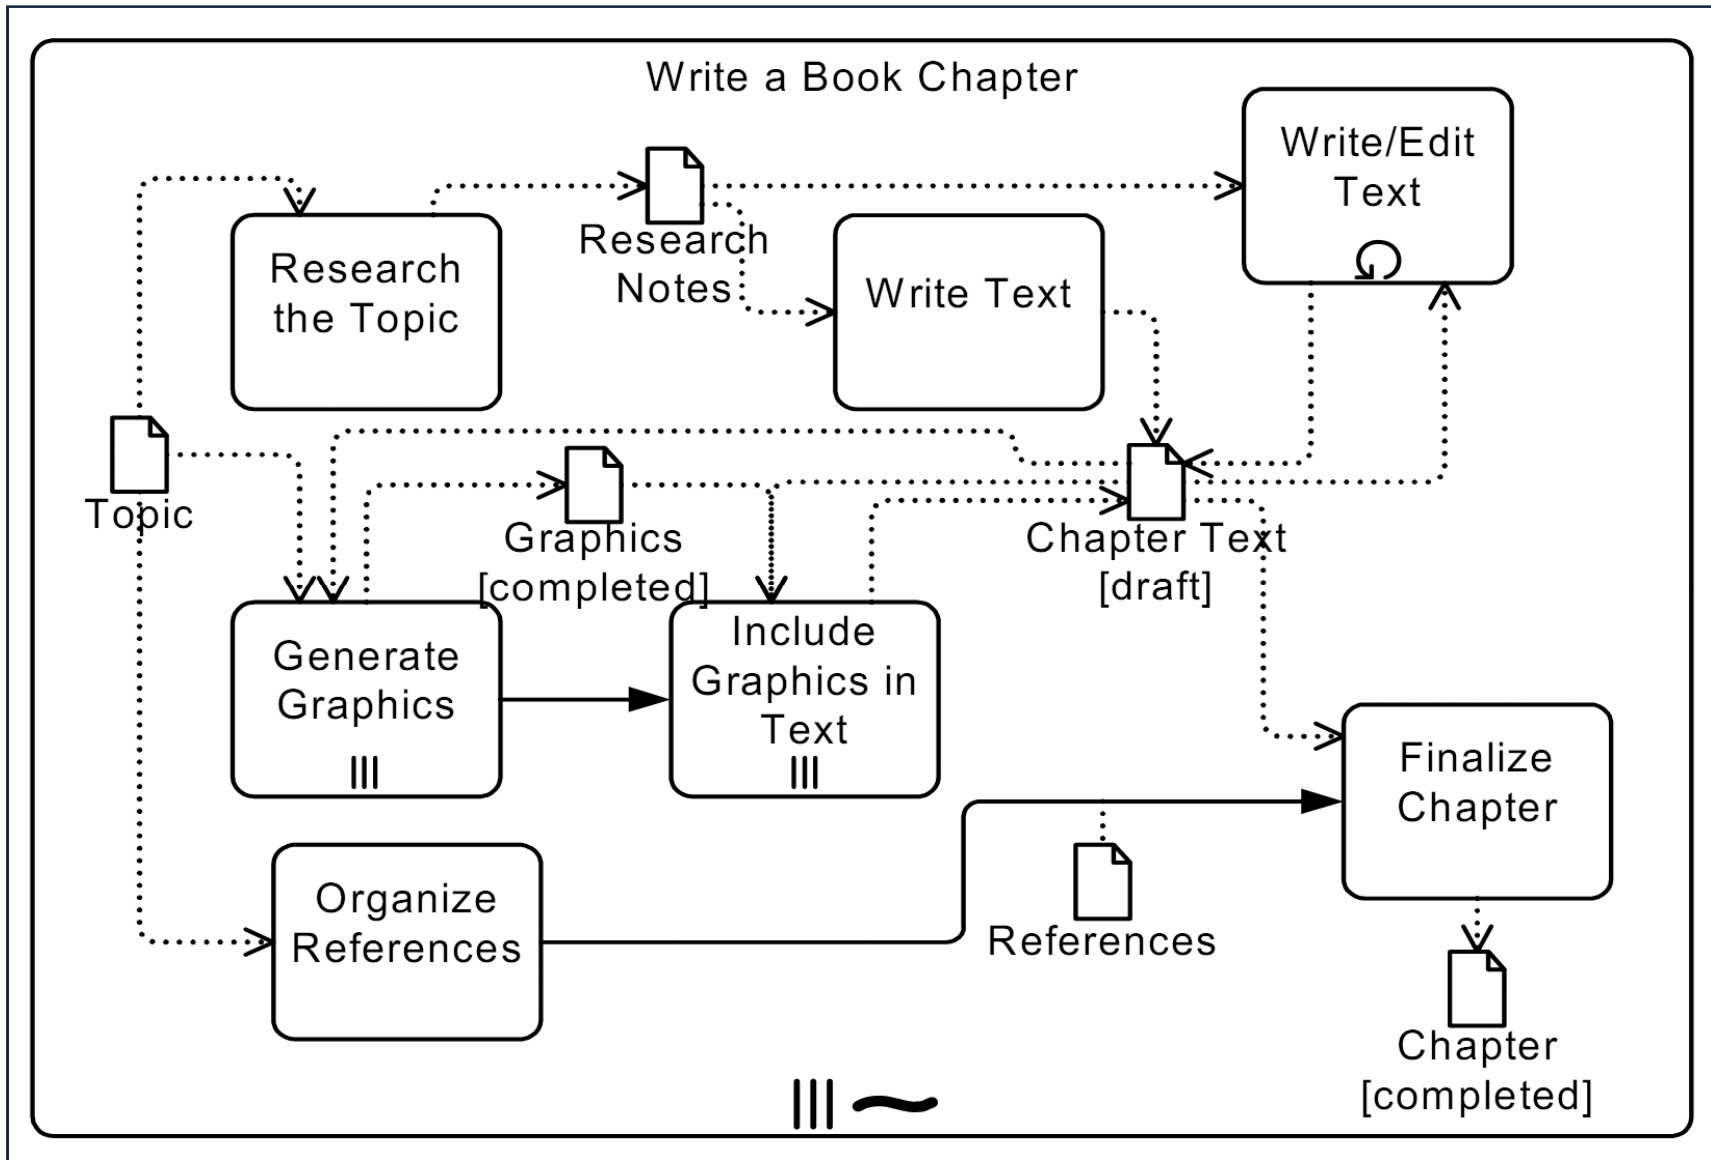 Write a Book Chapter
Write/Edit
Text
Research
Notes
Research
the Topic
Write Text
Topic
Graphics
[completed]
Chapter Text
[draft]
Generate
Graphics
Include
Graphics in
Text
Finalize
Chapter
Organize
References
References
Chapter
[completed]